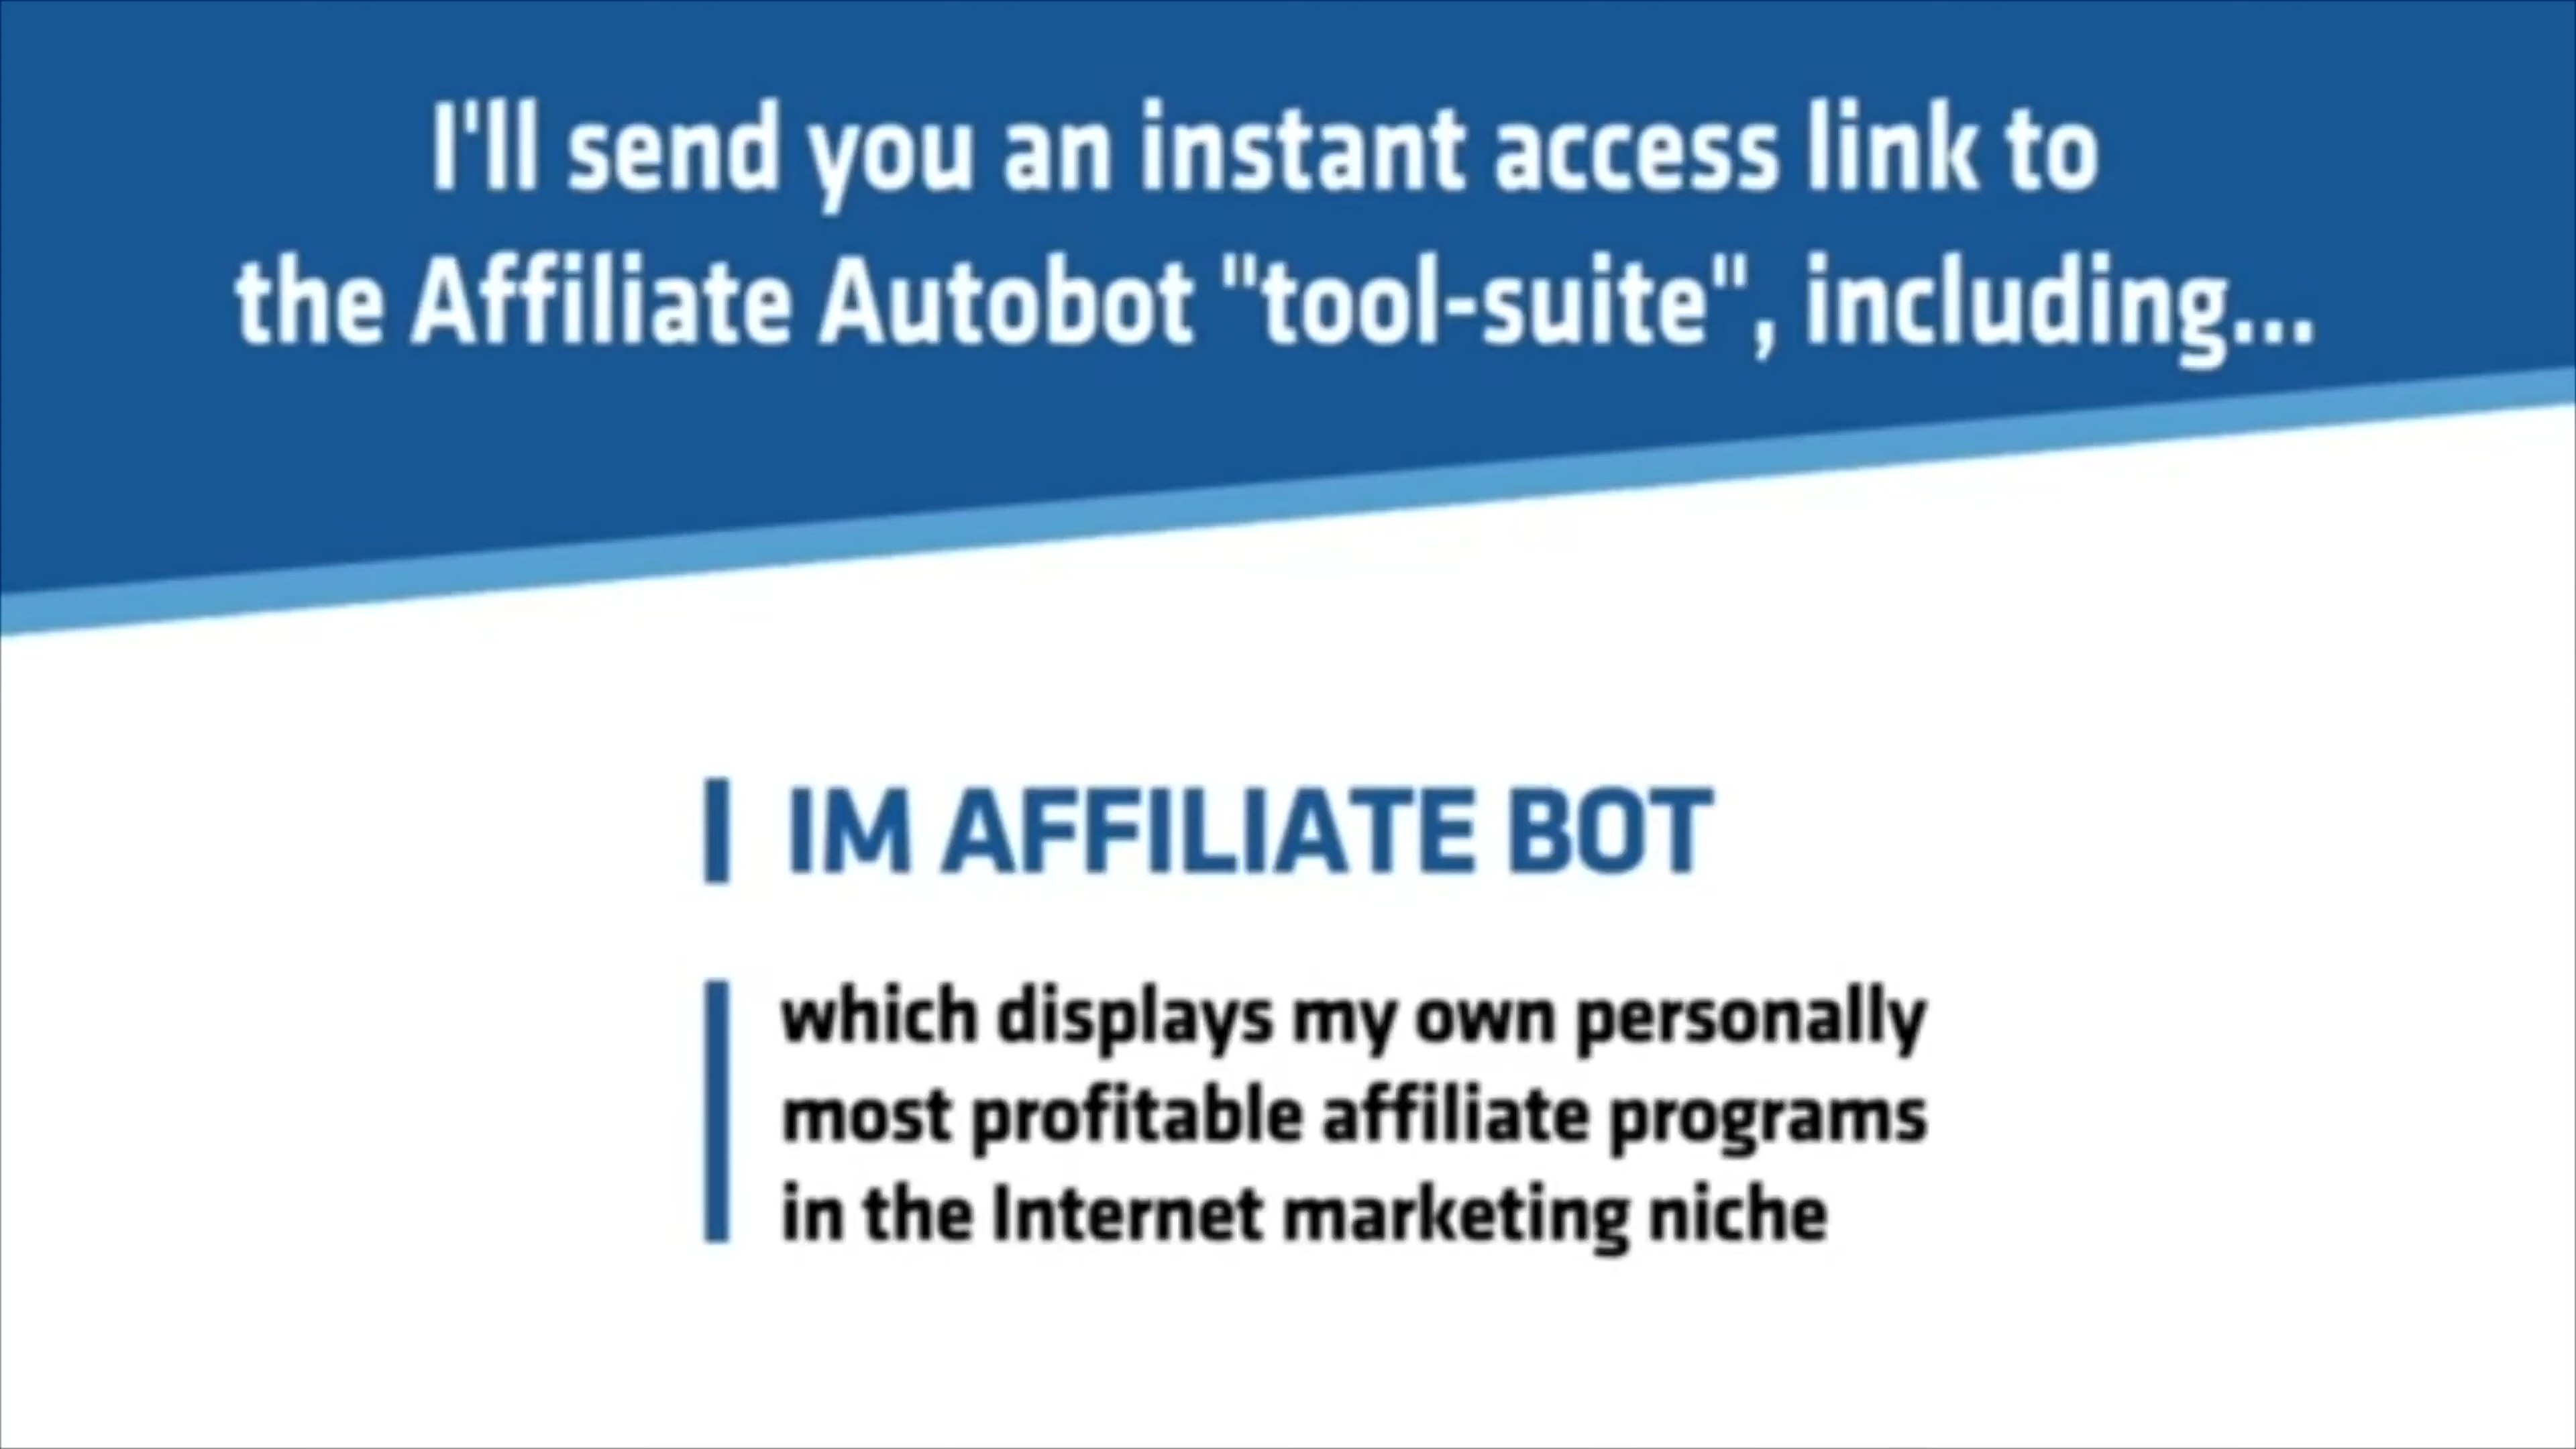 I'll send you an instant access link to
the Affiliate Autobot "tool-suite", including...
IM AFFILIATE BOT
which displays my own personally
most profitable affiliate programs
in the Internet marketing niche